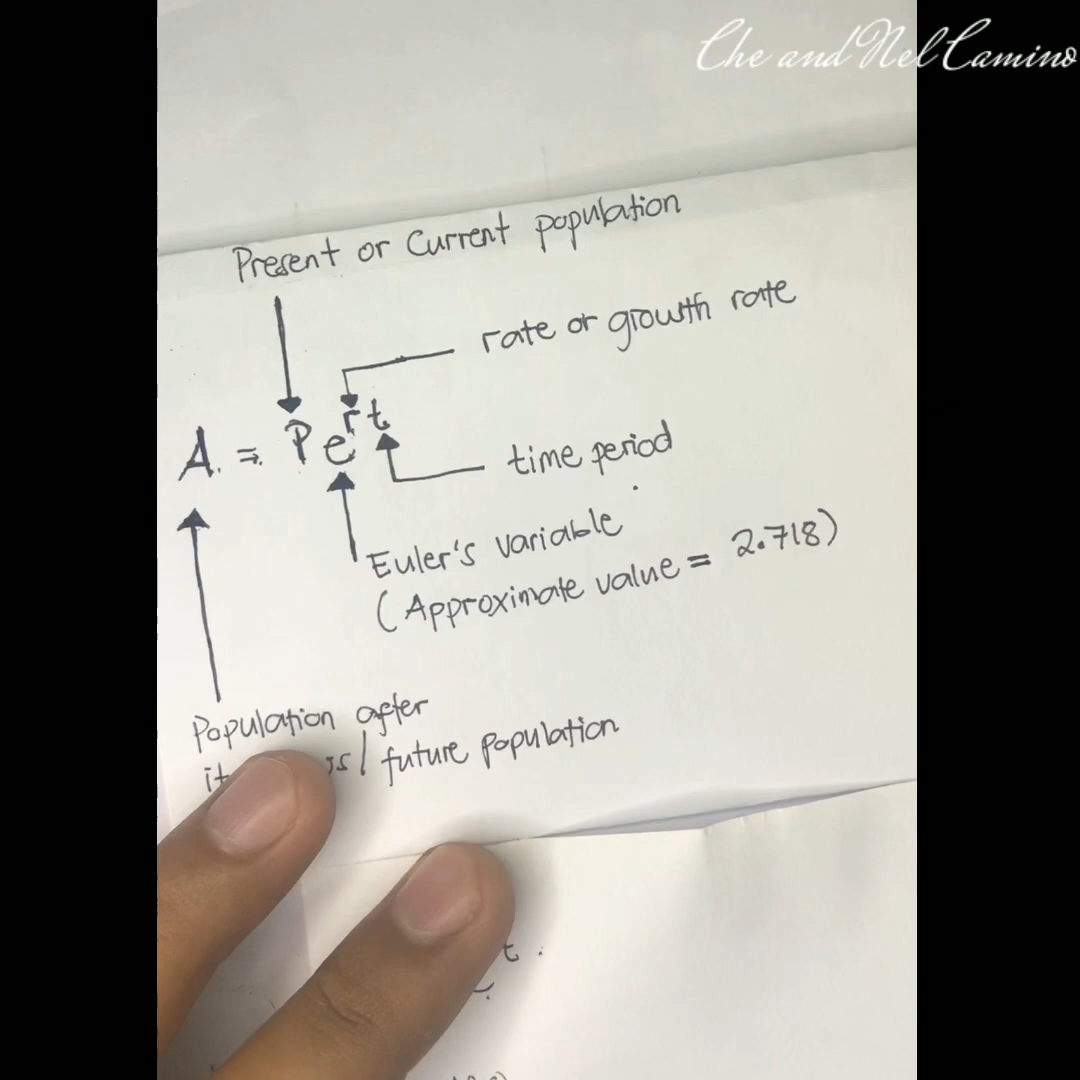 Che and Nel Camino
Present or Current population
rate or growth rate
A = Pe^rt
time period
Euler's variable
(Approximate value = 2.718)
Population after
future population
t.